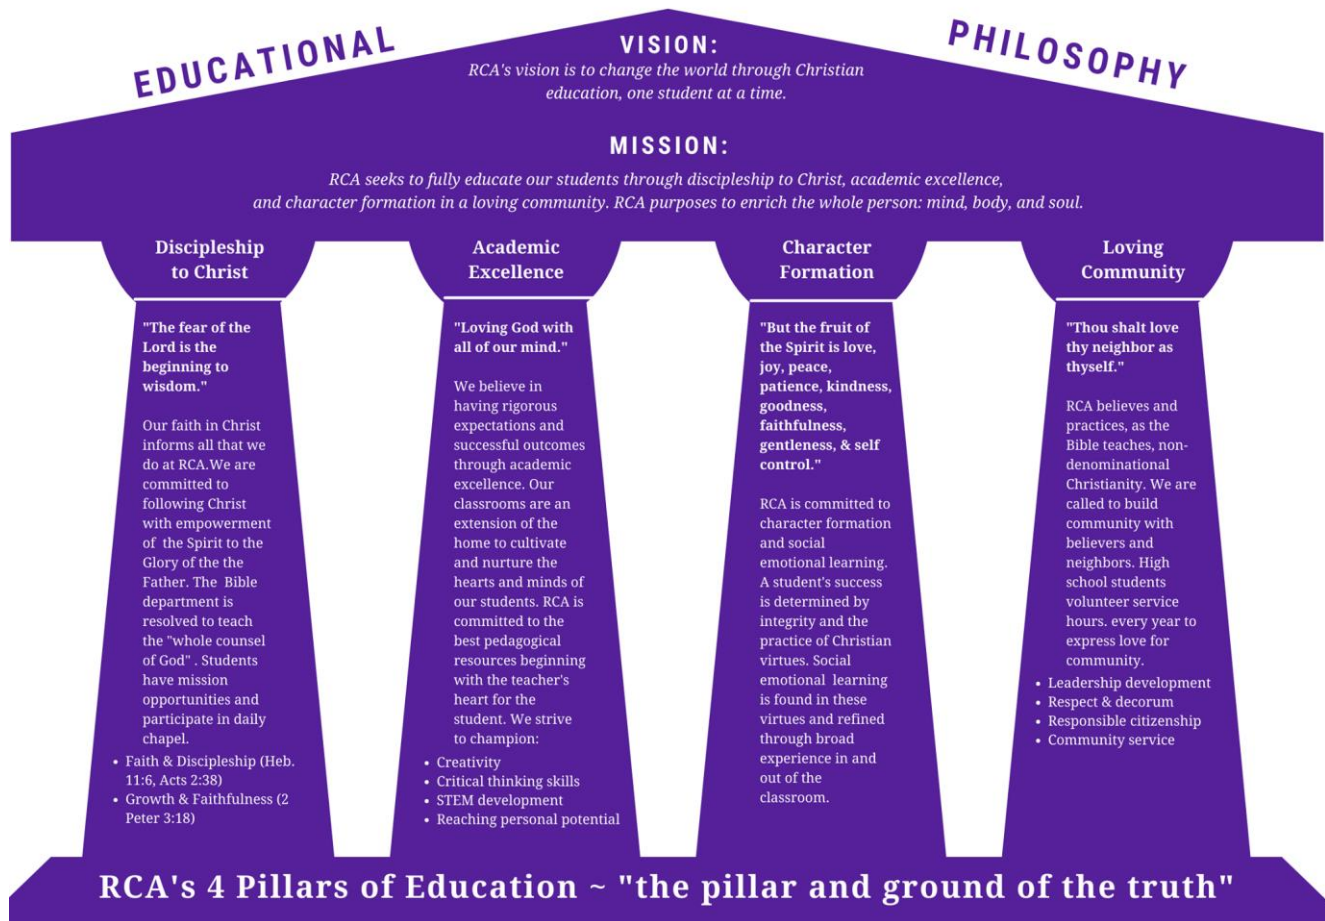 EDUCATIONAL
PHILOSOPHY
VISION:
RCA's vision is to change the world through Christian
education, one student at a time.
MISSION:
RCA seeks to fully educate our students through discipleship to Christ, academic excellence,
and character formation in a loving community. RCA purposes to enrich the whole person: mind, body, and soul.
Discipleship
to Christ
"The fear of the
Lord is the
beginning to
wisdom."
Our faith in Christ
informs all that we
do at RCA.We are
committed to
following Christ
with empowerment
of  the Spirit to the
Glory of the the
Father. The  Bible
department is
resolved to teach
the "whole counsel
of God" . Students
have mission
opportunities and
participate in daily
chapel.
• Faith & Discipleship (Heb.
11:6, Acts 2:38)
• Growth & Faithfulness (2
Peter 3:18)
Academic
Excellence
"Loving God with
all of our mind."
We believe in
having rigorous
expectations and
successful outcomes
through academic
excellence. Our
classrooms are an
extension of the
home to cultivate
and nurture the
hearts and minds of
our students. RCA is
committed to the
best pedagogical
resources beginning
with the teacher's
heart for the
student. We strive
to champion:
• Creativity
• Critical thinking skills
• STEM development
• Reaching personal potential
Character
Formation
"But the fruit of
the Spirit is love,
joy, peace,
patience, kindness,
goodness,
faithfulness,
gentleness, & self
control."
RCA is committed to
character formation
and social
emotional learning.
A student's success
is determined by
integrity and the
practice of Christian
virtues. Social
emotional  learning
is found in these
virtues and refined
through broad
experience in and
out of the
classroom.
Loving
Community
"Thou shalt love
thy neighbor as
thyself."
RCA believes and
practices, as the
Bible teaches, non-
denominational
Christianity. We are
called to build
community with
believers and
neighbors. High
school students
volunteer service
hours. every year to
express love for
community.
• Leadership development
• Respect & decorum
• Responsible citizenship
• Community service
RCA's 4 Pillars of Education ~ "the pillar and ground of the truth"